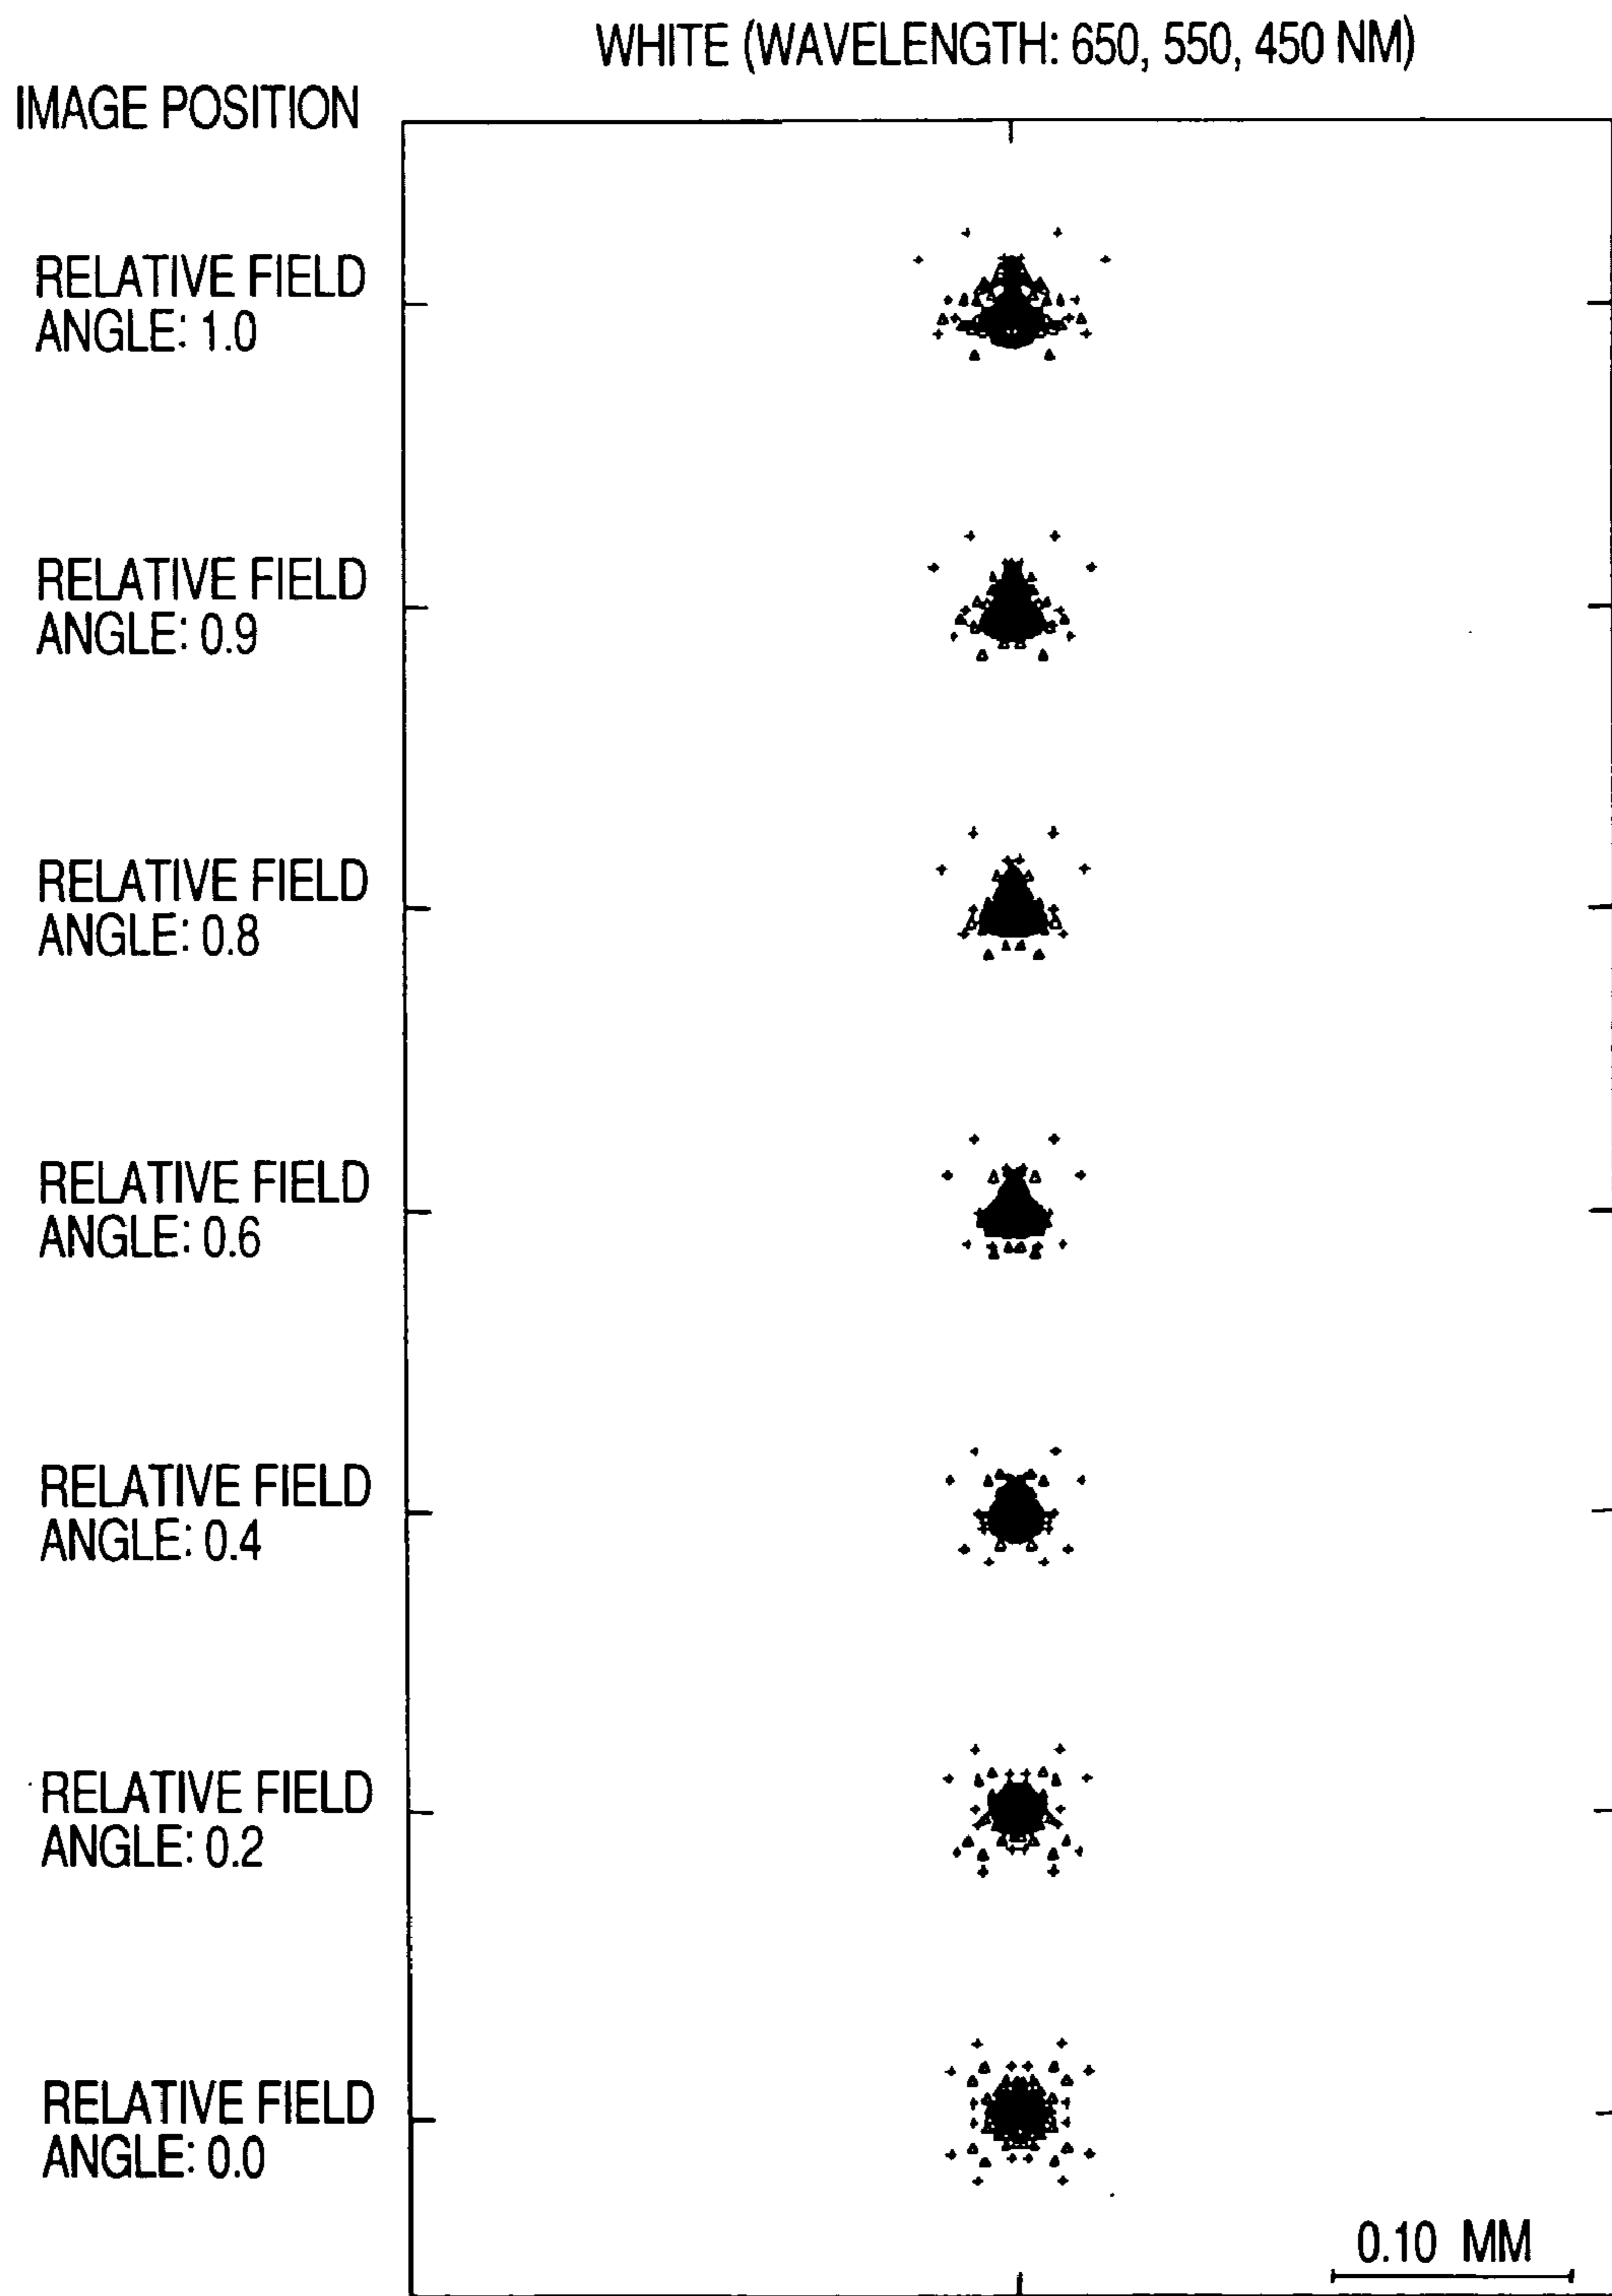 WHITE (WAVELENGTH: 650, 550, 450 NM)
IMAGE POSITION
RELATIVE FIELD
ANGLE: 1.0
RELATIVE FIELD
ANGLE: 0.9
RELATIVE FIELD
ANGLE: 0.8
RELATIVE FIELD
ANGLE: 0.6
RELATIVE FIELD
ANGLE: 0.4
RELATIVE FIELD
ANGLE: 0.2
RELATIVE FIELD
ANGLE: 0.0
0.10 MM